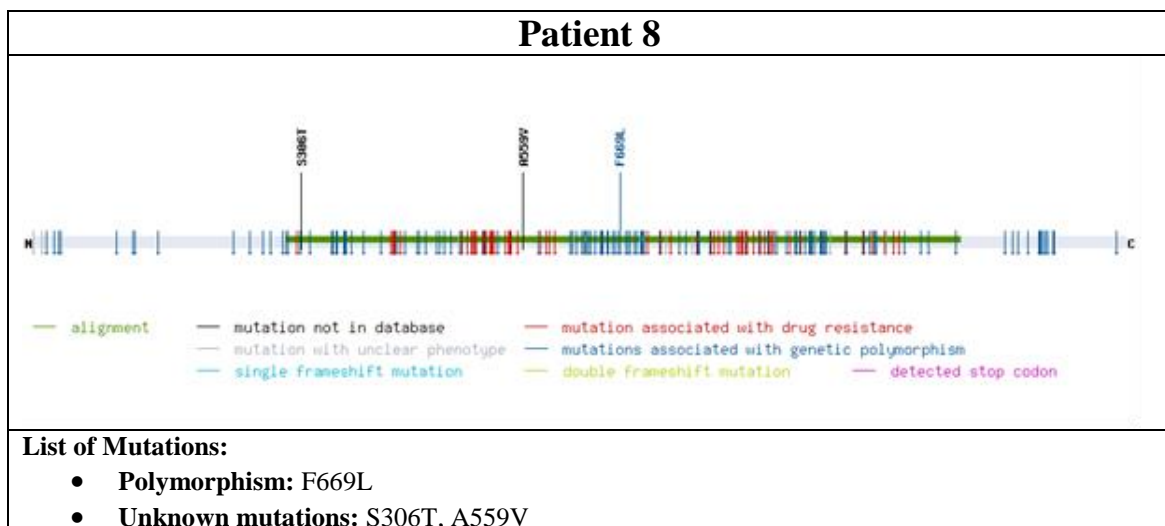 Patient 8
S306T
A559V
F669L
N
C
alignment
mutation not in database
mutation associated with drug resistance
mutation with unclear phenotype
mutations associated with genetic polymorphism
single frameshift mutation
double frameshift mutation
detected stop codon
List of Mutations:
• Polymorphism: F669L
• Unknown mutations: S306T, A559V